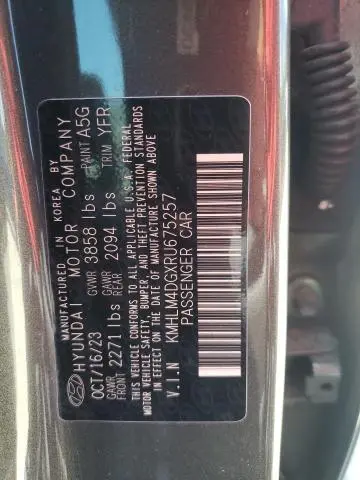 MFD. BY HYUNDAI MOTOR COMPANY IN KOREA
OCT/16/23 GVWR 3858 lbs PAINT A5G
GAWR FRONT 2271 lbs GAWR REAR 2094 lbs TRIM YFR
THIS VEHICLE CONFORMS TO ALL APPLICABLE U.S.A. FEDERAL
MOTOR VEHICLE SAFETY, BUMPER, AND THEFT PREVENTION STANDARDS
IN EFFECT ON THE DATE OF MANUFACTURE SHOWN ABOVE.
V.I.N KMHLM4DGXRU675257
PASSENGER CAR